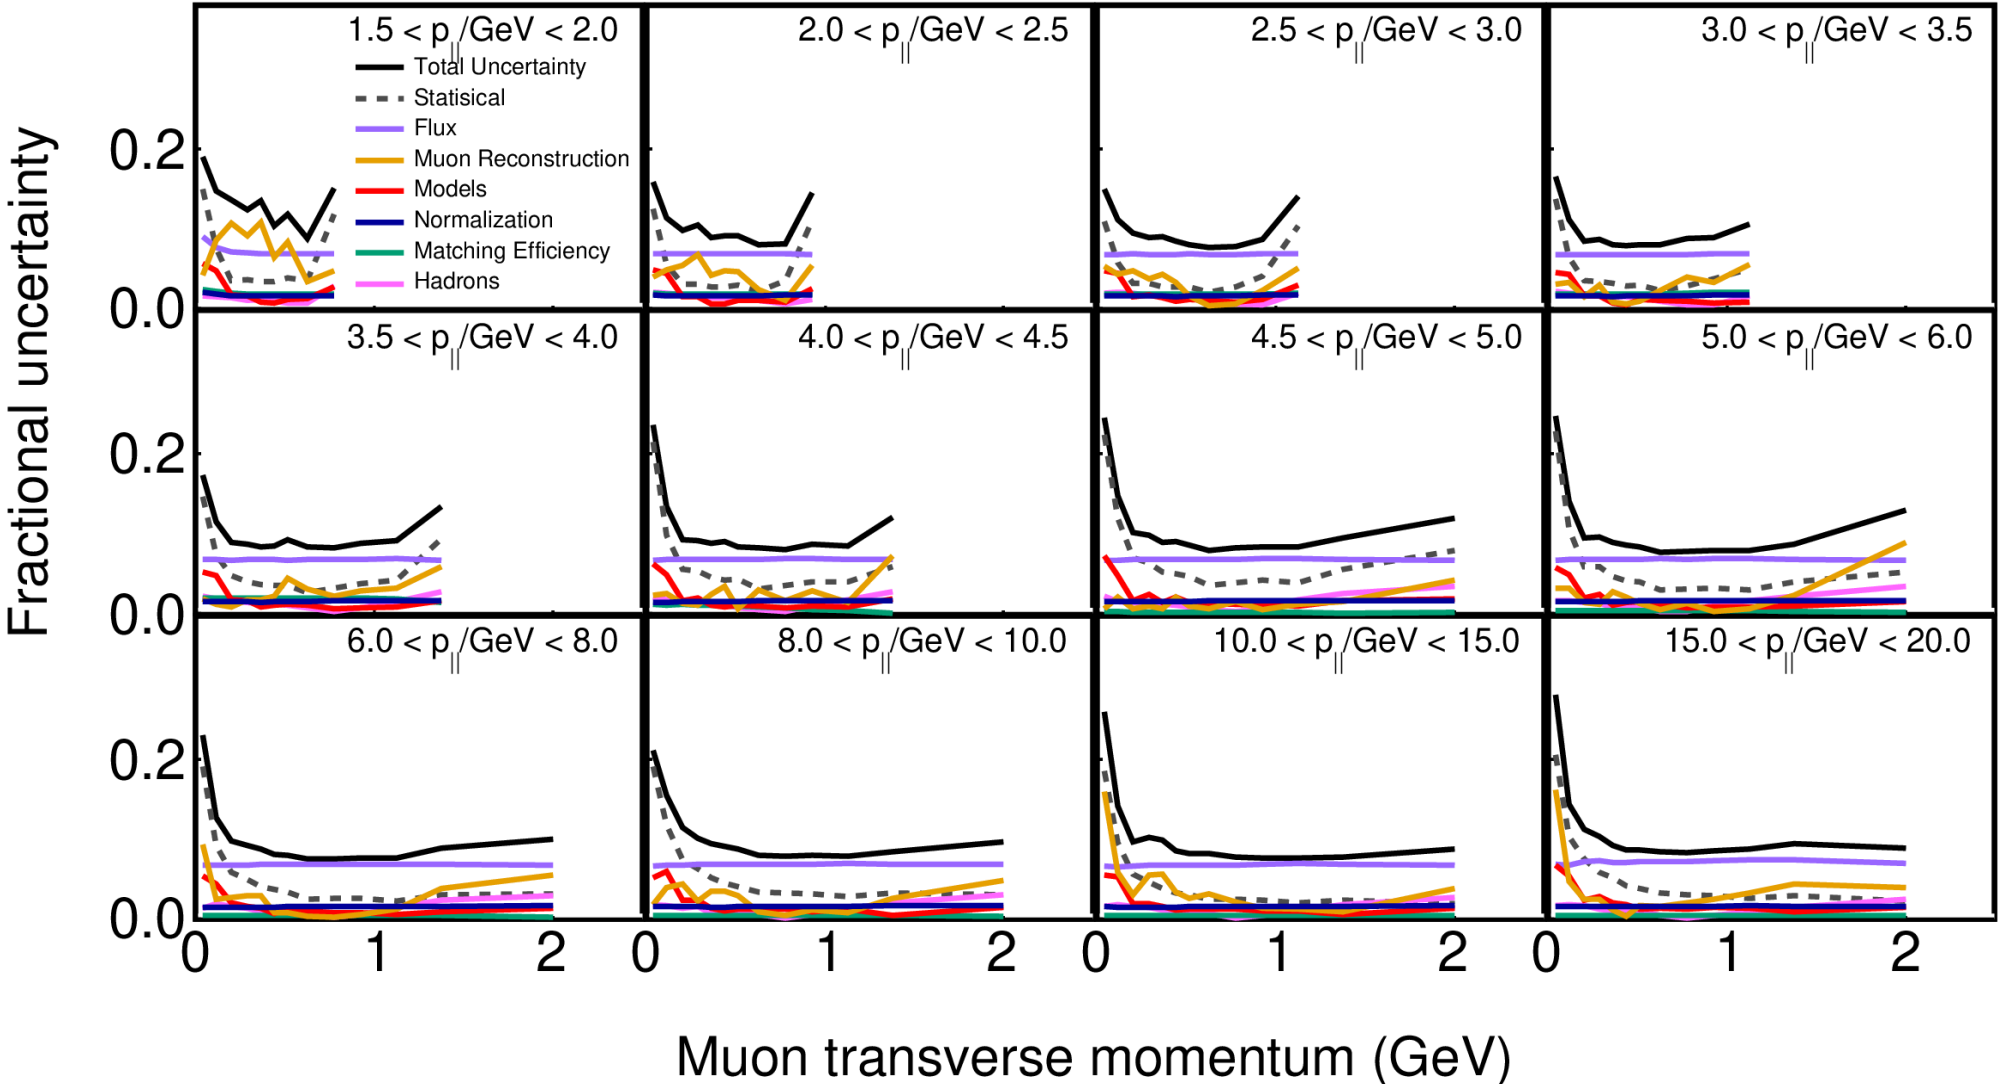 Fractional uncertainty
1.5 < p||/GeV < 2.0
Total Uncertainty
Statisical
Flux
Muon Reconstruction
Models
Normalization
Matching Efficiency
Hadrons
2.0 < p||/GeV < 2.5
2.5 < p||/GeV < 3.0
3.0 < p||/GeV < 3.5
0.2
0.0
3.5 < p||/GeV < 4.0
4.0 < p||/GeV < 4.5
4.5 < p||/GeV < 5.0
5.0 < p||/GeV < 6.0
0.2
0.0
6.0 < p||/GeV < 8.0
8.0 < p||/GeV < 10.0
10.0 < p||/GeV < 15.0
15.0 < p||/GeV < 20.0
0.2
0.0
0 1 2 0 1 2 0 1 2 0 1 2
Muon transverse momentum (GeV)